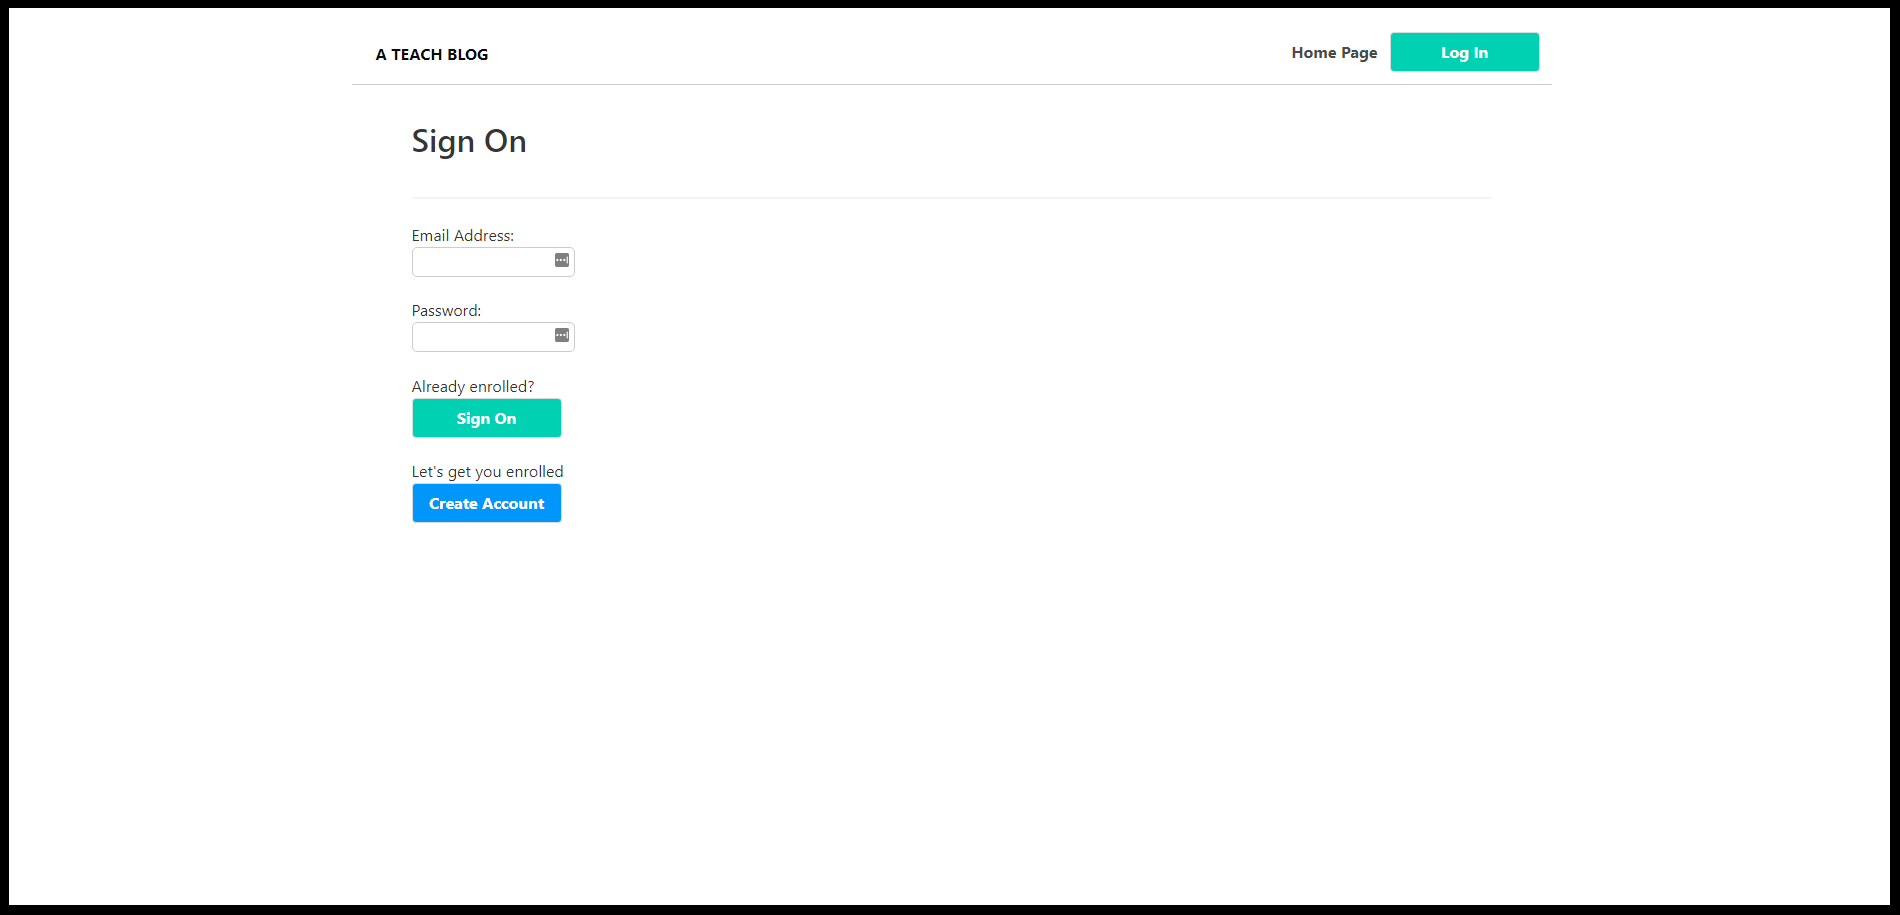 A TEACH BLOG
Home Page
Log In
Sign On
Email Address:
Password:
Already enrolled?
Sign On
Let's get you enrolled
Create Account